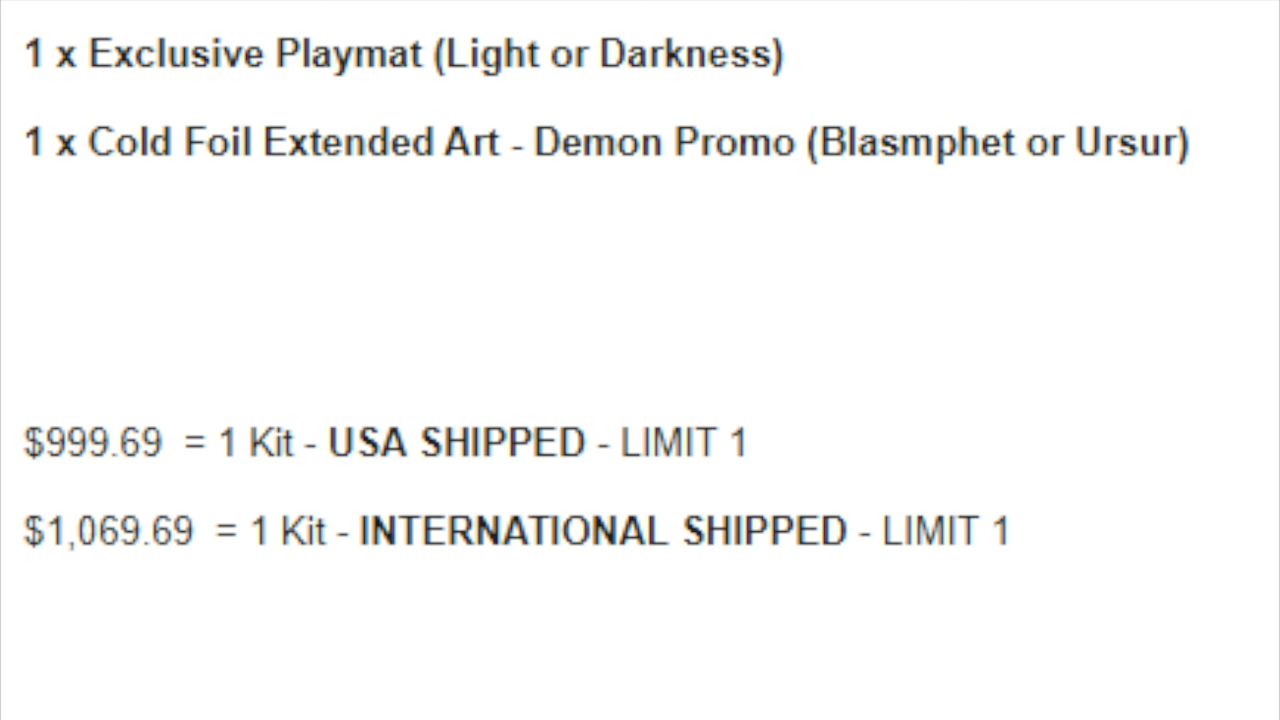 1 x Exclusive Playmat (Light or Darkness)
1 x Cold Foil Extended Art - Demon Promo (Blasmphet or Ursur)
$999.69 = 1 Kit - USA SHIPPED - LIMIT 1
$1,069.69 = 1 Kit - INTERNATIONAL SHIPPED - LIMIT 1